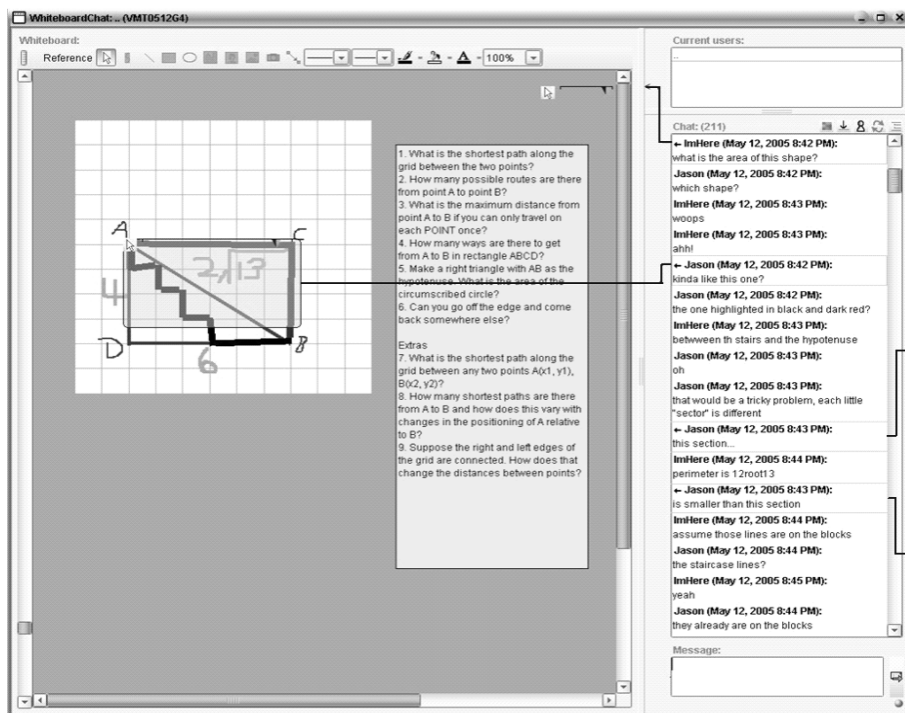 WhiteboardChat: .. (VMT0512G4)
Whiteboard:
Reference
100%
A
C
2√13
4
D
6
B
1. What is the shortest path along the
grid between the two points?
2. How many possible routes are there
from point A to point B?
3. What is the maximum distance from
point A to B if you can only travel on
each POINT once?
4. How many ways are there to get
from A to B in rectangle ABCD?
5. Make a right triangle with AB as the
hypotenuse. What is the area of the
circumscribed circle?
6. Can you go off the edge and come
back somewhere else?
Extras
7. What is the shortest path along the
grid between any two points A(x1, y1),
B(x2, y2)?
8. How many shortest paths are there
from A to B and how does this vary with
changes in the positioning of A relative
to B?
9. Suppose the right and left edges of
the grid are connected. How does that
change the distances between points?
Current users:
..
Chat: (211)
← ImHere (May 12, 2005 8:42 PM):
what is the area of this shape?
Jason (May 12, 2005 8:42 PM):
which shape?
ImHere (May 12, 2005 8:43 PM):
woops
ImHere (May 12, 2005 8:43 PM):
ahh!
← Jason (May 12, 2005 8:42 PM):
kinda like this one?
Jason (May 12, 2005 8:42 PM):
the one highlighted in black and dark red?
ImHere (May 12, 2005 8:43 PM):
betwween th stairs and the hypotenuse
Jason (May 12, 2005 8:43 PM):
oh
Jason (May 12, 2005 8:43 PM):
that would be a tricky problem, each little
"sector" is different
← Jason (May 12, 2005 8:43 PM):
this section...
ImHere (May 12, 2005 8:44 PM):
perimeter is 12root13
← Jason (May 12, 2005 8:43 PM):
is smaller than this section
ImHere (May 12, 2005 8:44 PM):
assume those lines are on the blocks
Jason (May 12, 2005 8:44 PM):
the staircase lines?
ImHere (May 12, 2005 8:45 PM):
yeah
Jason (May 12, 2005 8:44 PM):
they already are on the blocks
Message: